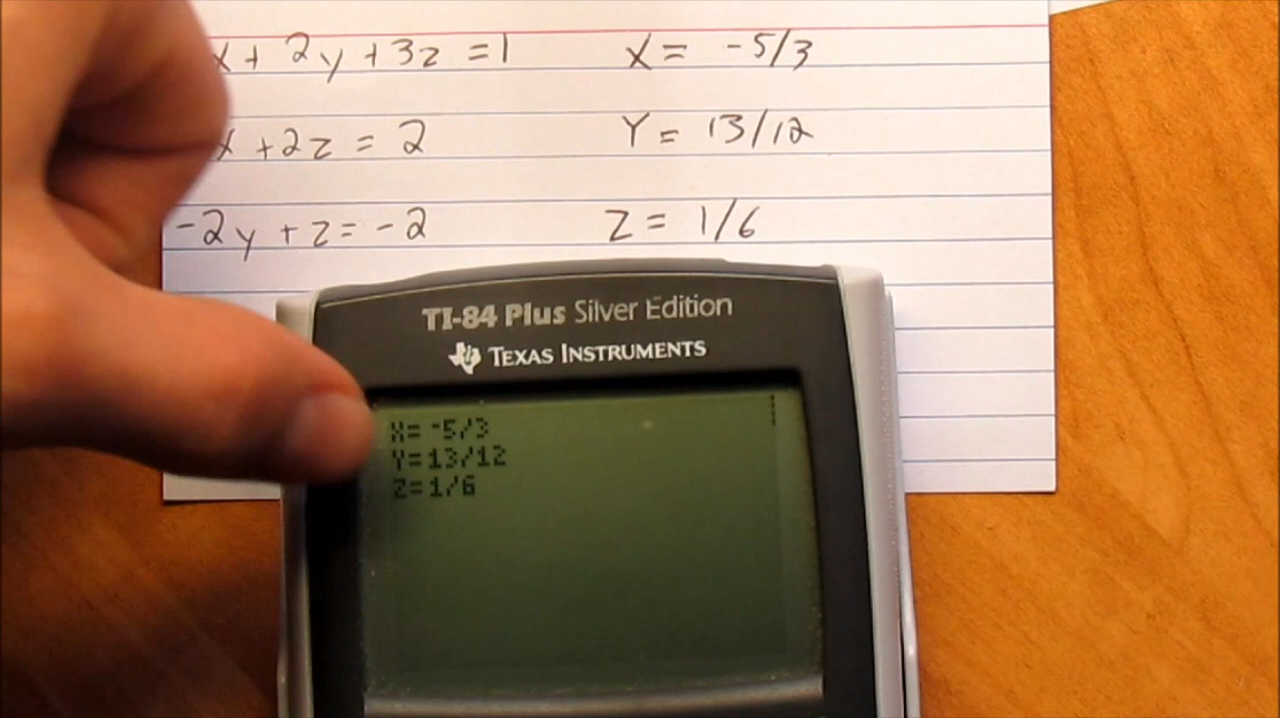 x + 2y + 3z = 1 X = -5/3
x + 2z = 2 Y = 13/12
-2y + z = -2 Z = 1/6
TI-84 Plus Silver Edition
TEXAS INSTRUMENTS
X= -5/3
Y=13/12
Z=1/6